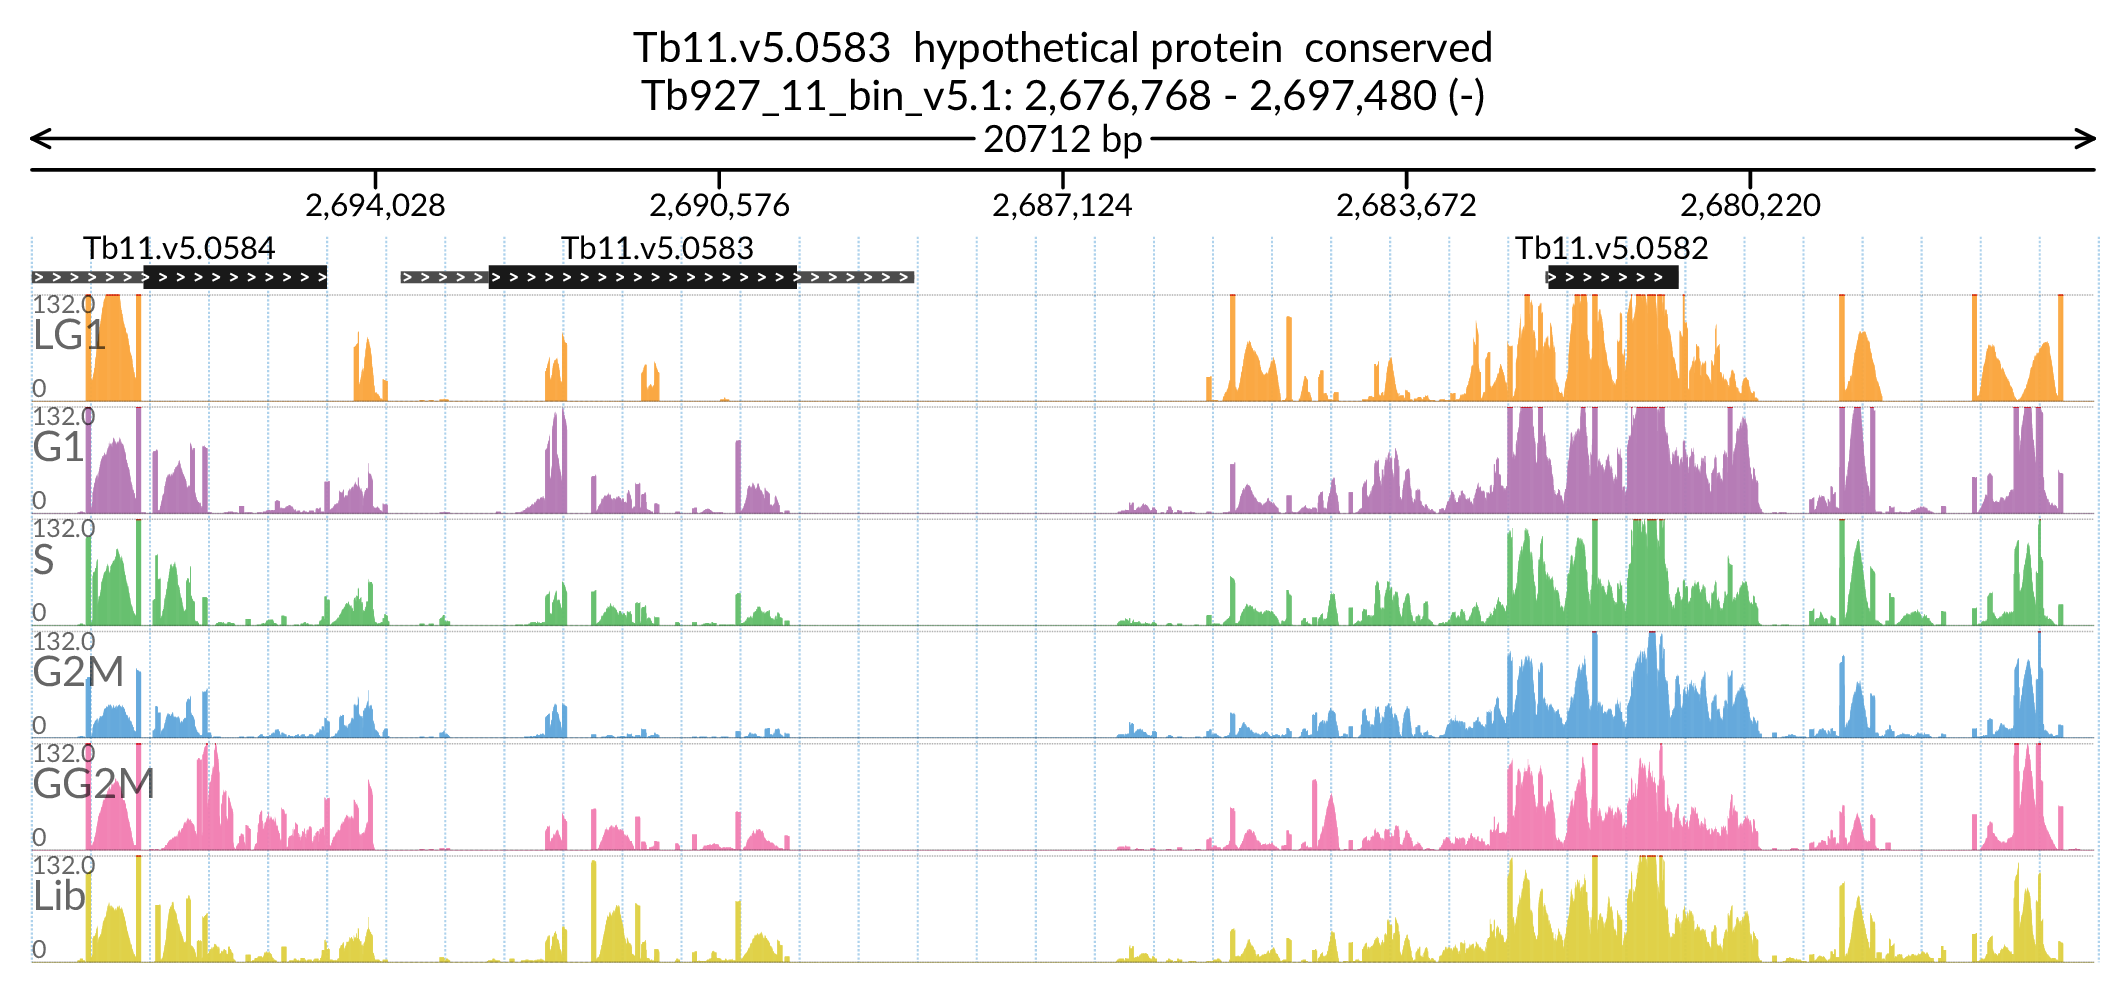 Tb11.v5.0583 hypothetical protein conserved
Tb927_11_bin_v5.1: 2,676,768 - 2,697,480 (-)
20712 bp
2,694,028 2,690,576 2,687,124 2,683,672 2,680,220
Tb11.v5.0584 Tb11.v5.0583 Tb11.v5.0582
132.0
LG1
0
132.0
G1
0
132.0
S
0
132.0
G2M
0
132.0
GG2M
0
132.0
Lib
0